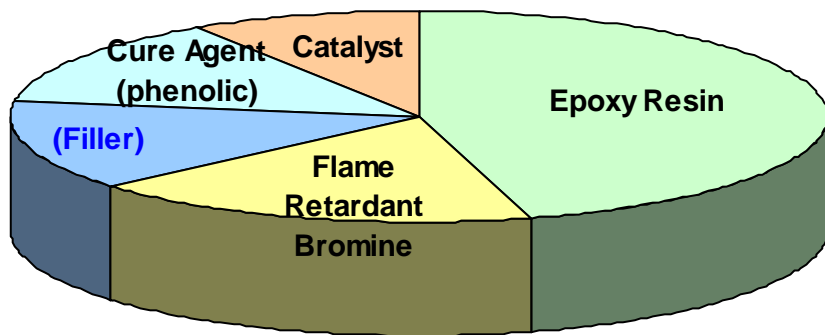 Catalyst
Cure Agent
(phenolic)
Epoxy Resin
(Filler)
Flame
Retardant
Bromine